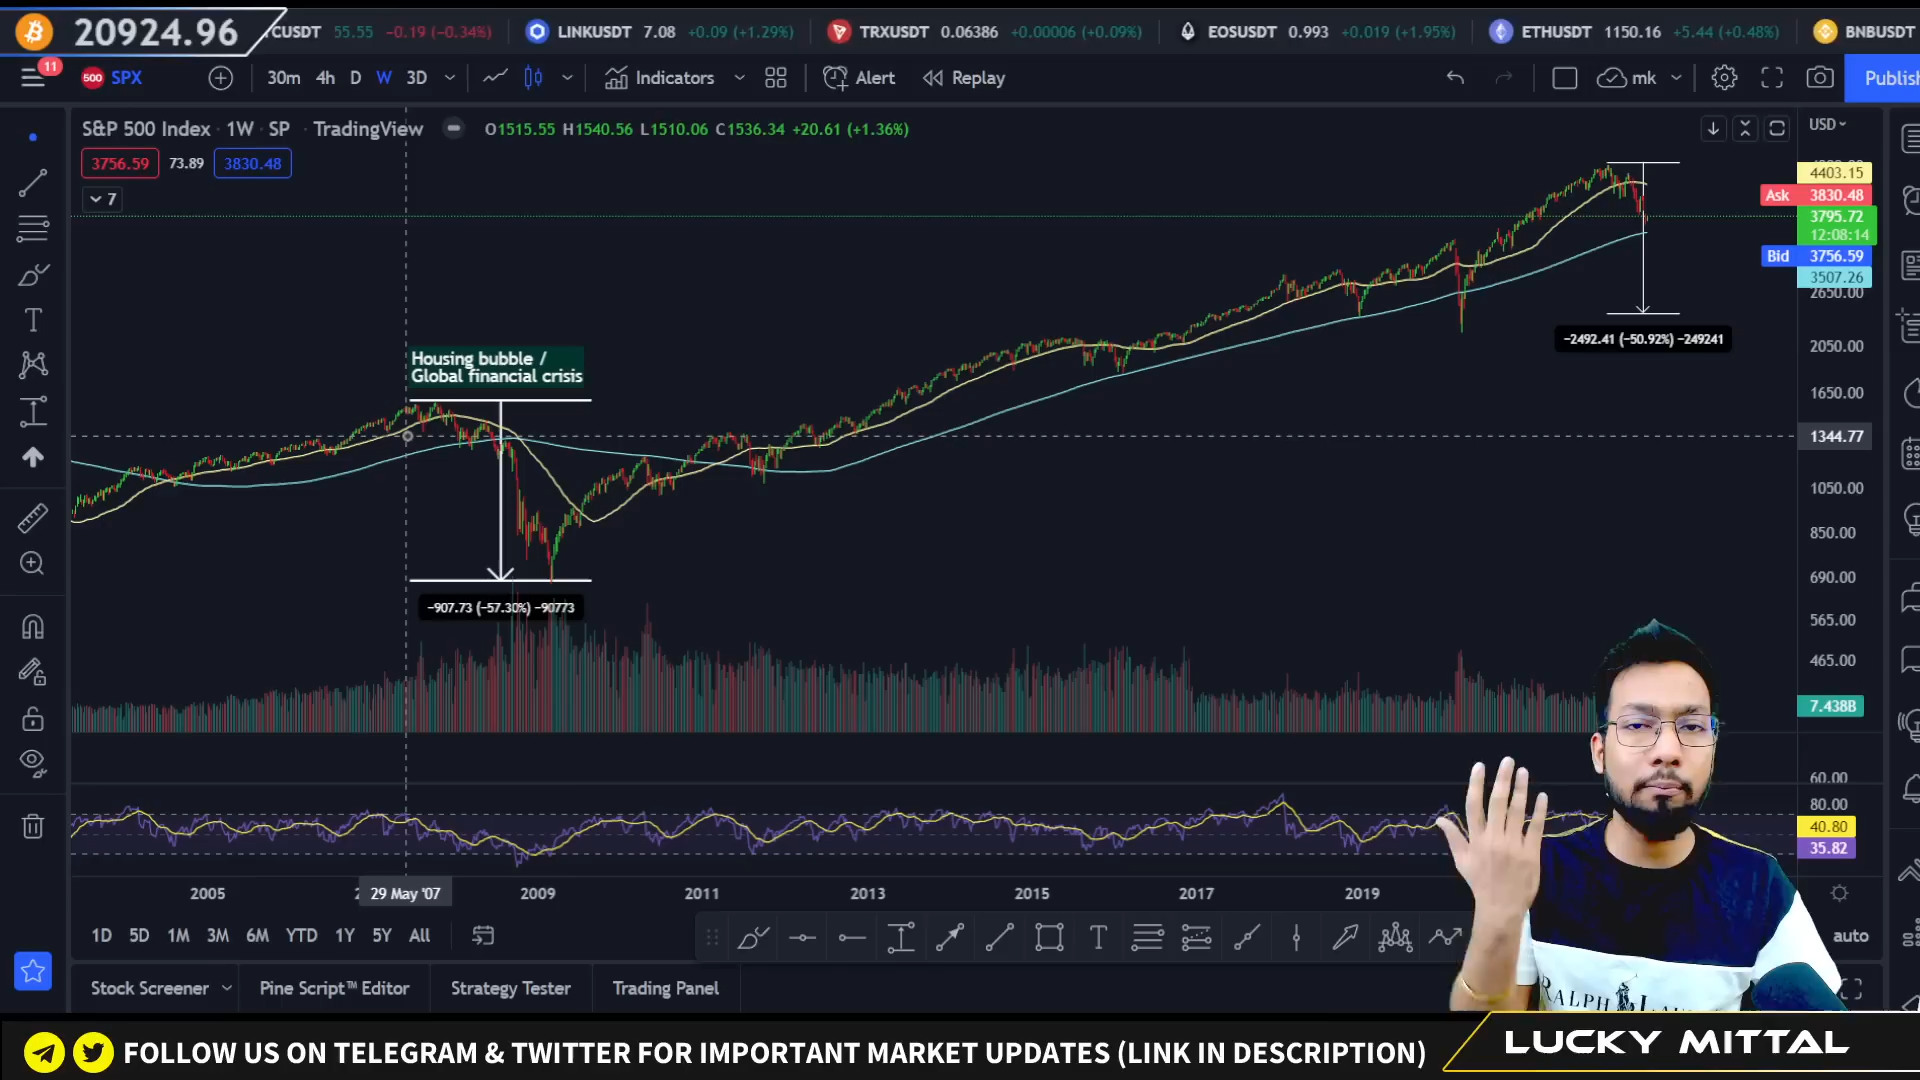 20924.96
CUSDT 55.55 −0.19 (−0.34%) LINKUSDT 7.08 +0.09 (+1.29%) TRXUSDT 0.06386 +0.00006 (+0.09%) EOSUSDT 0.993 +0.019 (+1.95%) ETHUSDT 1150.16 +5.44 (+0.48%) BNBUSDT
11
500 SPX 30m 4h D W 3D Indicators Alert Replay mk Publish
S&P 500 Index · 1W · SP · TradingView O1515.55 H1540.56 L1510.06 C1536.34 +20.61 (+1.36%)
USD
3756.59 73.89 3830.48
7
4403.15
Ask 3830.48
3795.72
12:08:14
Bid 3756.59
3507.26
2650.00
−2492.41 (−50.92%) −249241
2050.00
Housing bubble /
Global financial crisis
1650.00
1344.77
1050.00
850.00
690.00
−907.73 (−57.30%) −90773
565.00
465.00
7.438B
60.00
80.00
40.80
35.82
2005 29 May '07 2009 2011 2013 2015 2017 2019
1D 5D 1M 3M 6M YTD 1Y 5Y All
auto
Stock Screener Pine Script™ Editor Strategy Tester Trading Panel
FOLLOW US ON TELEGRAM & TWITTER FOR IMPORTANT MARKET UPDATES (LINK IN DESCRIPTION)
LUCKY MITTAL